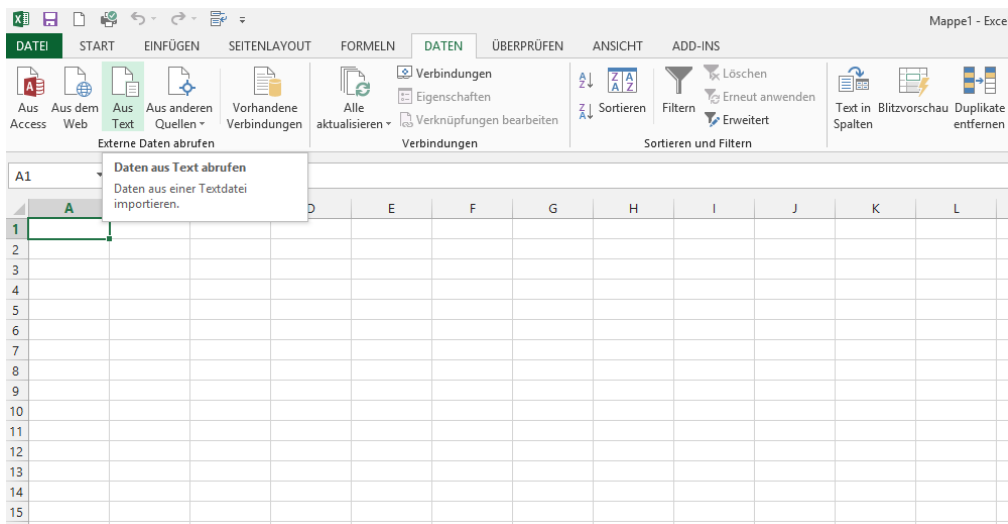 Mappe1 - Exce
DATEI START EINFÜGEN SEITENLAYOUT FORMELN DATEN ÜBERPRÜFEN ANSICHT ADD-INS
Aus Access
Aus dem Web
Aus Text
Aus anderen Quellen
Vorhandene Verbindungen
Externe Daten abrufen
Alle aktualisieren
Verbindungen
Eigenschaften
Verknüpfungen bearbeiten
Verbindungen
Sortieren
Filtern
Löschen
Erneut anwenden
Erweitert
Sortieren und Filtern
Text in Spalten
Blitzvorschau
Duplikate entfernen
A1
Daten aus Text abrufen
Daten aus einer Textdatei
importieren.
A D E F G H I J K L
1
2
3
4
5
6
7
8
9
10
11
12
13
14
15